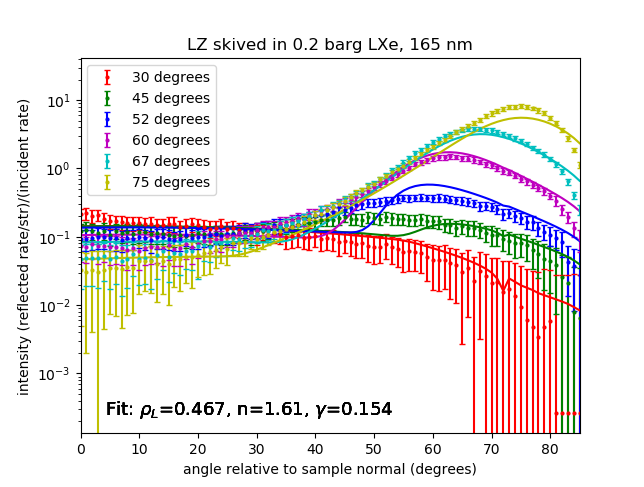 LZ skived in 0.2 barg LXe, 165 nm
intensity (reflected rate/str)/(incident rate)
10¹
10⁰
10⁻¹
10⁻²
10⁻³
30 degrees
45 degrees
52 degrees
60 degrees
67 degrees
75 degrees
Fit: ρ_L=0.467, n=1.61, γ=0.154
0 10 20 30 40 50 60 70 80
angle relative to sample normal (degrees)